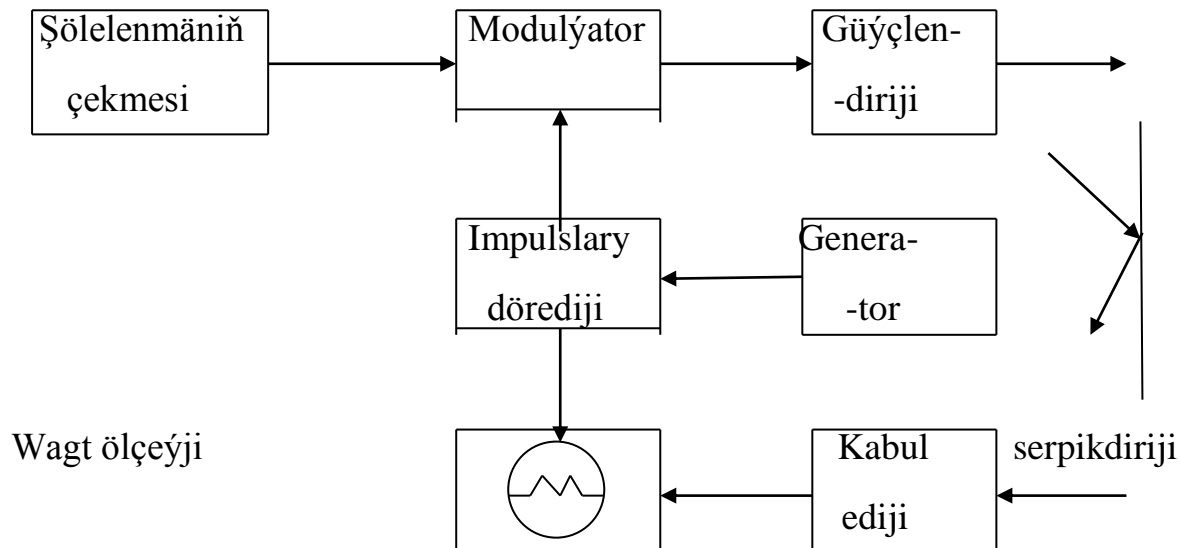 Şölelenmäniň
çekmesi
Modulýator
Güýçlen-
-diriji
Impulslary
dörediji
Genera-
-tor
Wagt ölçeýji
Kabul
ediji
serpikdiriji